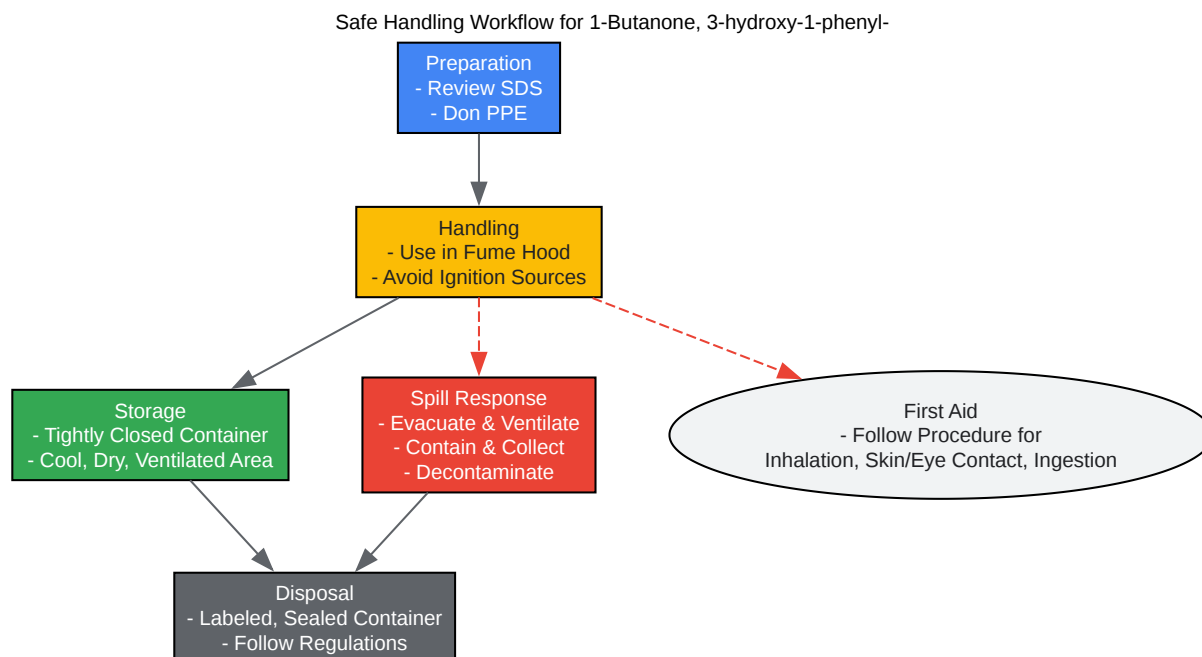 Safe Handling Workflow for 1-Butanone, 3-hydroxy-1-phenyl-
Preparation
- Review SDS
- Don PPE
Handling
- Use in Fume Hood
- Avoid Ignition Sources
Storage
- Tightly Closed Container
- Cool, Dry, Ventilated Area
Spill Response
- Evacuate & Ventilate
- Contain & Collect
- Decontaminate
First Aid
- Follow Procedure for
Inhalation, Skin/Eye Contact, Ingestion
Disposal
- Labeled, Sealed Container
- Follow Regulations